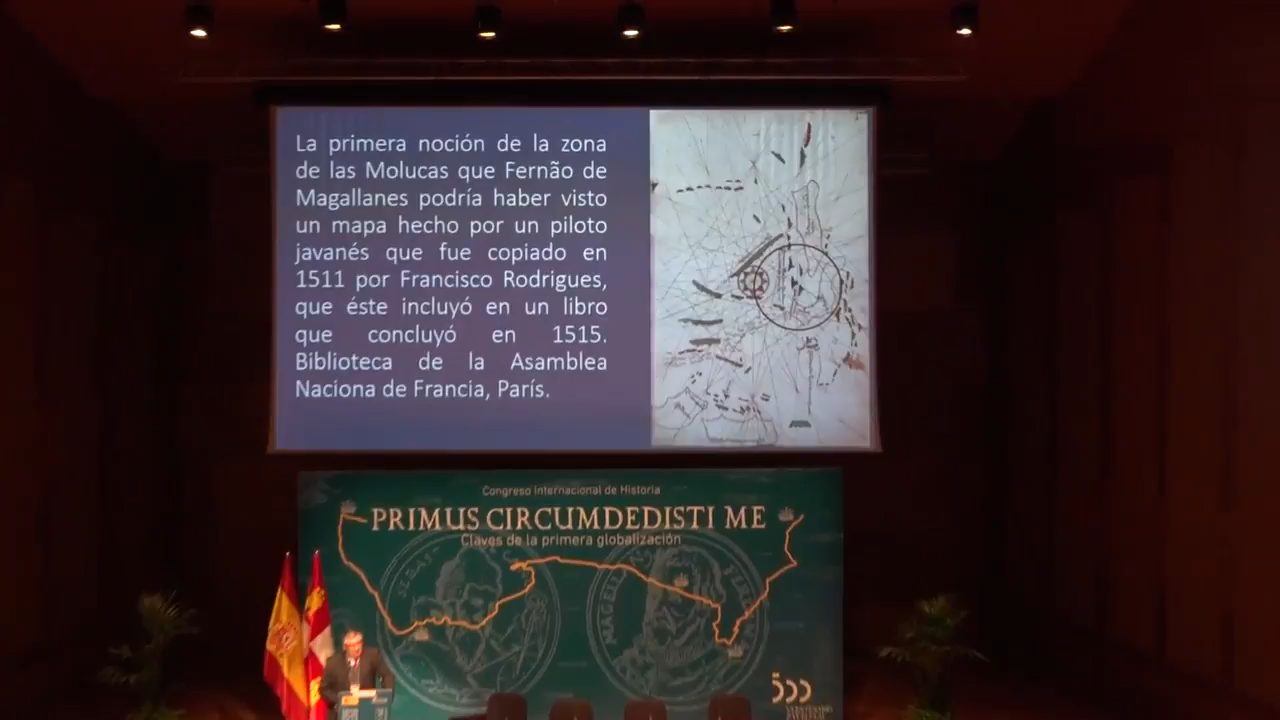 La primera noción de la zona
de las Molucas que Fernão de
Magallanes podría haber visto
un mapa hecho por un piloto
javanés que fue copiado en
1511 por Francisco Rodrigues,
que éste incluyó en un libro
que concluyó en 1515.
Biblioteca de la Asamblea
Naciona de Francia, París.
Congreso Internacional de Historia
PRIMUS CIRCUMDEDISTI ME
Claves de la primera globalización
500